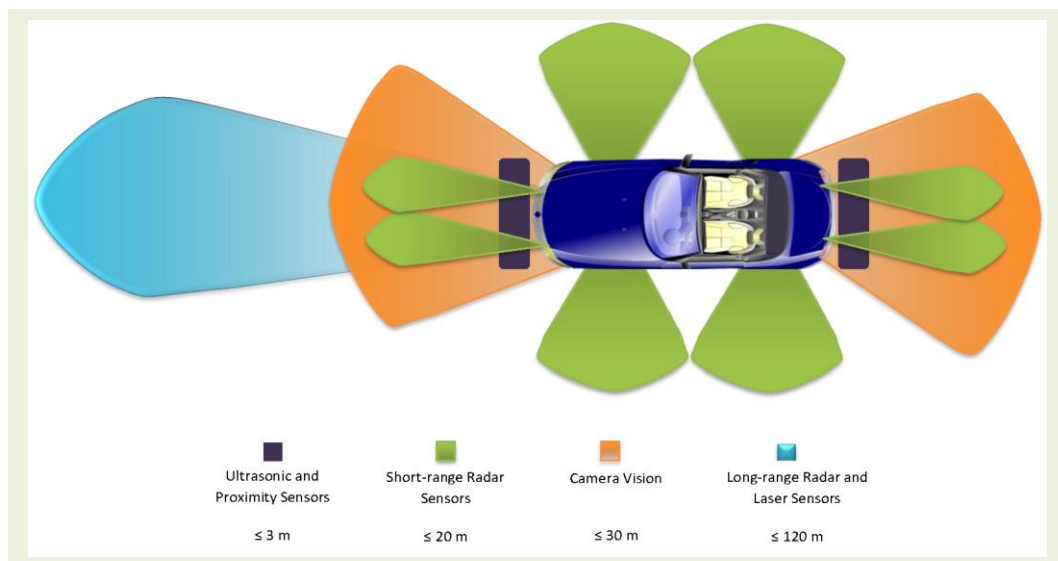 Ultrasonic and
Proximity Sensors
≤ 3 m
Short-range Radar
Sensors
≤ 20 m
Camera Vision
≤ 30 m
Long-range Radar and
Laser Sensors
≤ 120 m